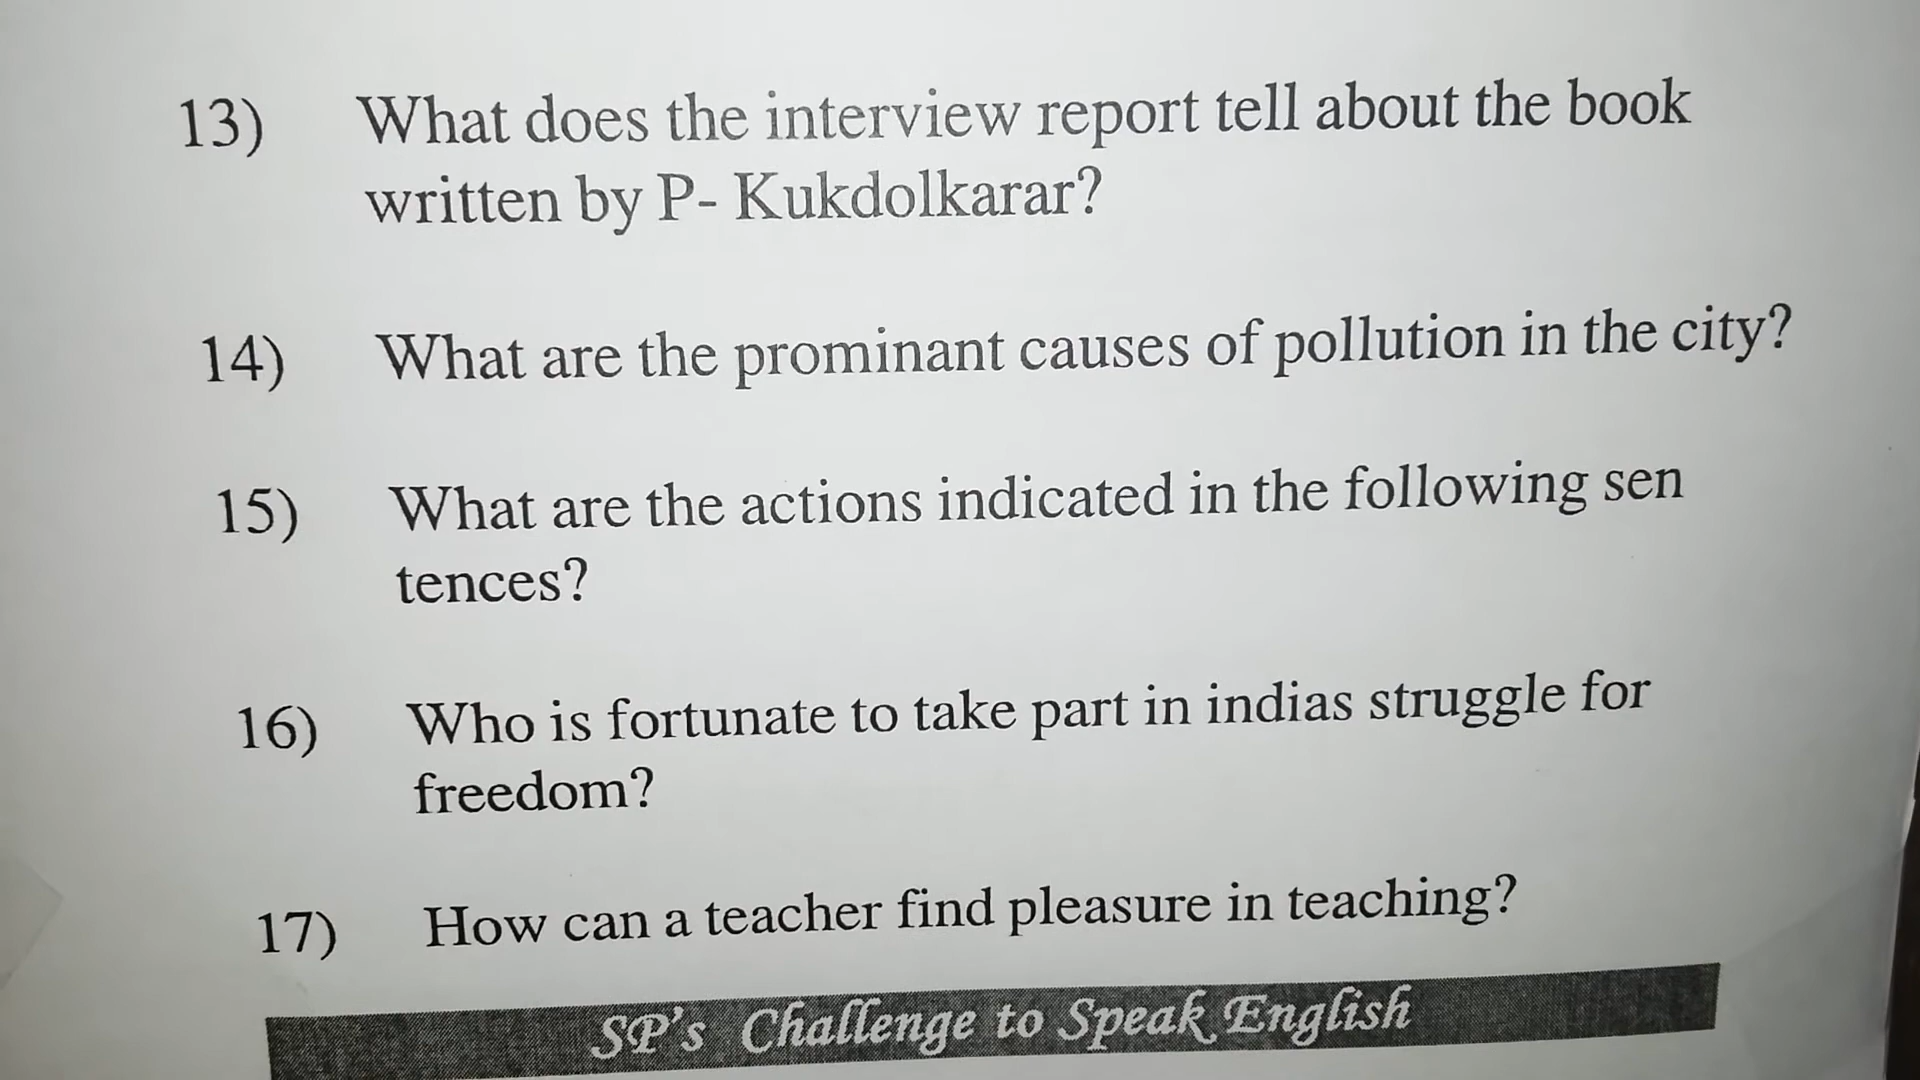 13) What does the interview report tell about the book
written by P- Kukdolkarar?
14) What are the prominant causes of pollution in the city?
15) What are the actions indicated in the following sen
tences?
16) Who is fortunate to take part in indias struggle for
freedom?
17) How can a teacher find pleasure in teaching?
SP's Challenge to Speak English